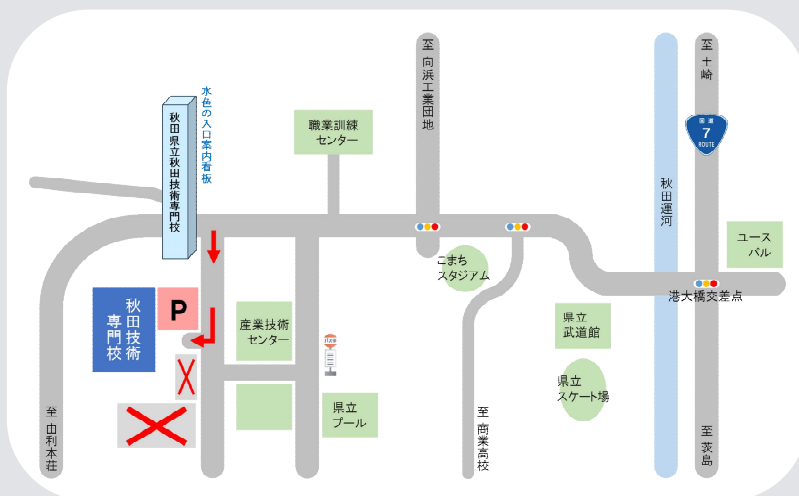 水色の入口案内看板
秋田県立秋田技術専門校
職業訓練
センター
至 向浜工業団地
秋田運河
至 土崎
国道
7
ROUTE
ユース
パル
港大橋交差点
こまち
スタジアム
県立
武道館
県立
スケート場
秋田技術
専門校
P
産業技術
センター
県立
プール
至 由利本荘
至 商業高校
至 茨島